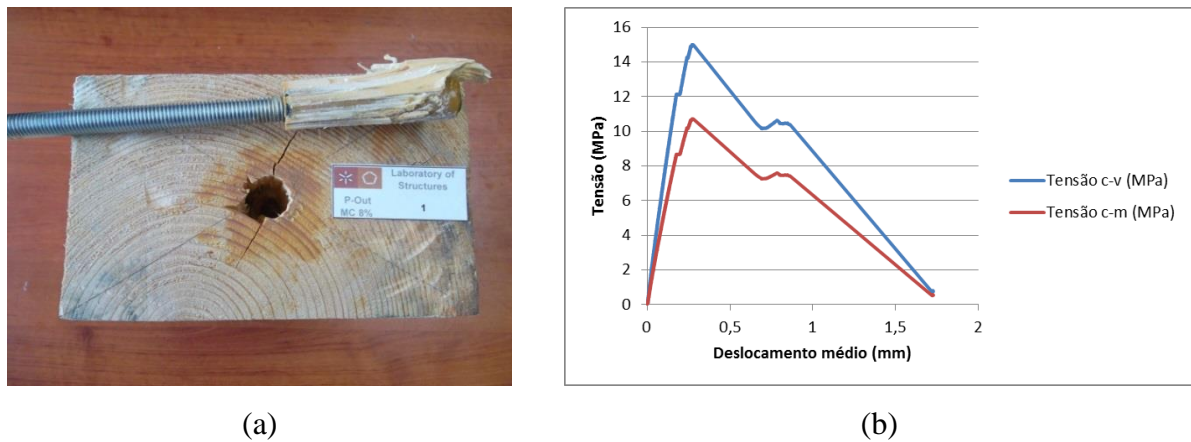 Laboratory of
Structures
P-Out
MC 8%
1
16
14
12
10
8
6
4
2
0
Tensão (MPa)
0
0,5
1
1,5
2
Deslocamento médio (mm)
Tensão c-v (MPa)
Tensão c-m (MPa)
(a)
(b)